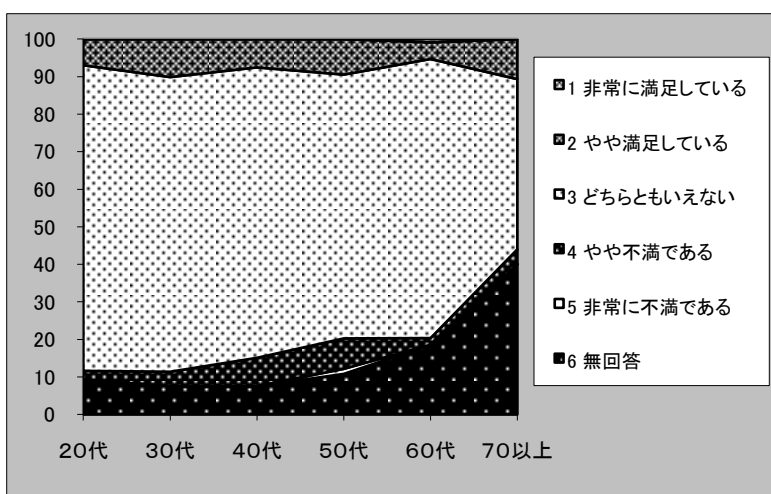 100
90
80
70
60
50
40
30
20
10
0
20代 30代 40代 50代 60代 70以上
1 非常に満足している
2 やや満足している
3 どちらともいえない
4 やや不満である
5 非常に不満である
6 無回答